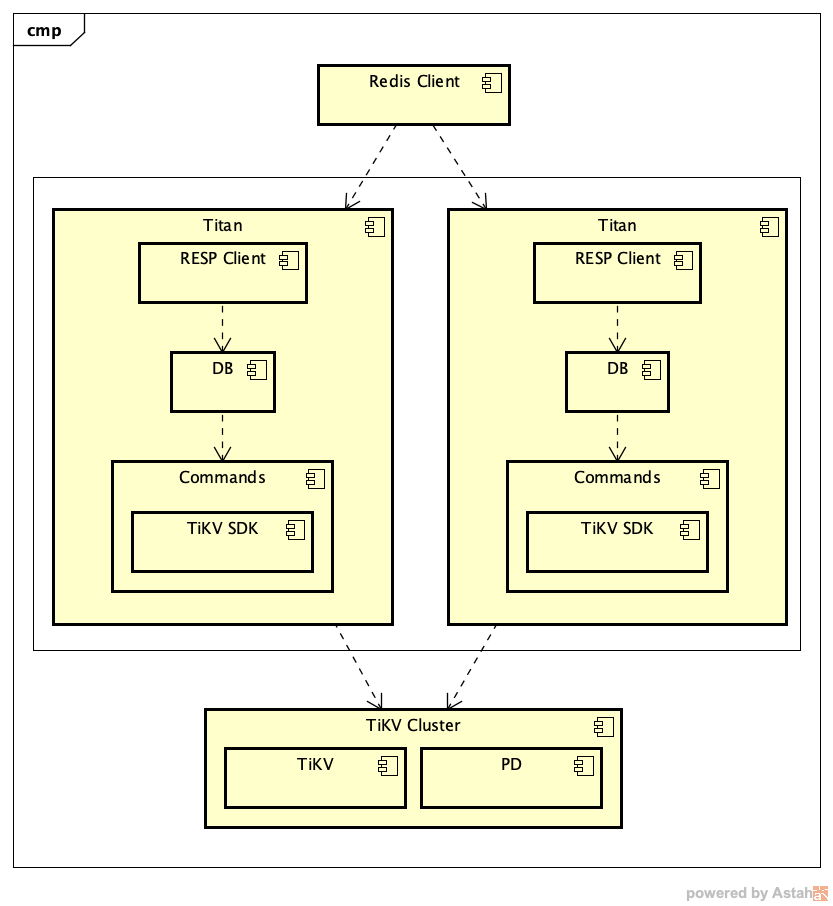 cmp
Redis Client
Titan
RESP Client
DB
Commands
TiKV SDK
Titan
RESP Client
DB
Commands
TiKV SDK
TiKV Cluster
TiKV
PD
powered by Astah